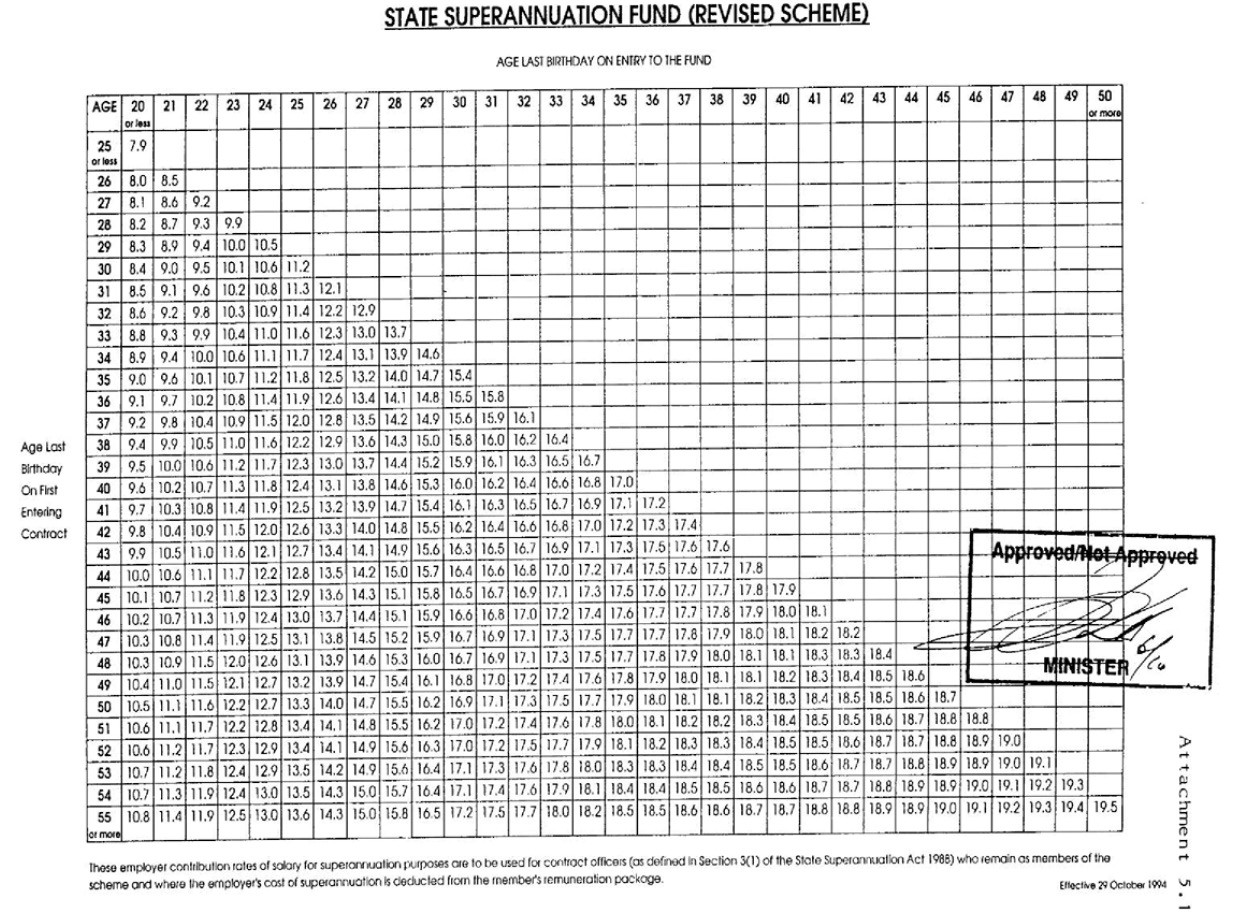 STATE SUPERANNUATION FUND (REVISED SCHEME)
AGE LAST BIRTHDAY ON ENTRY TO THE FUND
AGE 20 21 22 23 24 25 26 27 28 29 30 31 32 33 34 35 36 37 38 39 40 41 42 43 44 45 46 47 48 49 50
or less or more
25 7.9
or less
26 8.0 8.5
27 8.1 8.6 9.2
28 8.2 8.7 9.3 9.9
29 8.3 8.9 9.4 10.0 10.5
30 8.4 9.0 9.5 10.1 10.6 11.2
31 8.5 9.1 9.6 10.2 10.8 11.3 12.1
32 8.6 9.2 9.8 10.3 10.9 11.4 12.2 12.9
33 8.8 9.3 9.9 10.4 11.0 11.6 12.3 13.0 13.7
34 8.9 9.4 10.0 10.6 11.1 11.7 12.4 13.1 13.9 14.6
35 9.0 9.6 10.1 10.7 11.2 11.8 12.5 13.2 14.0 14.7 15.4
36 9.1 9.7 10.2 10.8 11.4 11.9 12.6 13.4 14.1 14.8 15.5 15.8
37 9.2 9.8 10.4 10.9 11.5 12.0 12.8 13.5 14.2 14.9 15.6 15.9 16.1
Age Last 38 9.4 9.9 10.5 11.0 11.6 12.2 12.9 13.6 14.3 15.0 15.8 16.0 16.2 16.4
Birthday 39 9.5 10.0 10.6 11.2 11.7 12.3 13.0 13.7 14.4 15.2 15.9 16.1 16.3 16.5 16.7
On First 40 9.6 10.2 10.7 11.3 11.8 12.4 13.1 13.8 14.6 15.3 16.0 16.2 16.4 16.6 16.8 17.0
Entering 41 9.7 10.3 10.8 11.4 11.9 12.5 13.2 13.9 14.7 15.4 16.1 16.3 16.5 16.7 16.9 17.1 17.2
Contract 42 9.8 10.4 10.9 11.5 12.0 12.6 13.3 14.0 14.8 15.5 16.2 16.4 16.6 16.8 17.0 17.2 17.3 17.4
43 9.9 10.5 11.0 11.6 12.1 12.7 13.4 14.1 14.9 15.6 16.3 16.5 16.7 16.9 17.1 17.3 17.5 17.6 17.6
44 10.0 10.6 11.1 11.7 12.2 12.8 13.5 14.2 15.0 15.7 16.4 16.6 16.8 17.0 17.2 17.4 17.5 17.6 17.7 17.8
45 10.1 10.7 11.2 11.8 12.3 12.9 13.6 14.3 15.1 15.8 16.5 16.7 16.9 17.1 17.3 17.5 17.6 17.7 17.7 17.8 17.9
46 10.2 10.7 11.3 11.9 12.4 13.0 13.7 14.4 15.1 15.9 16.6 16.8 17.0 17.2 17.4 17.6 17.7 17.7 17.8 17.9 18.0 18.1
47 10.3 10.8 11.4 11.9 12.5 13.1 13.8 14.5 15.2 15.9 16.7 16.9 17.1 17.3 17.5 17.7 17.7 17.8 17.9 18.0 18.1 18.2 18.2
48 10.3 10.9 11.5 12.0 12.6 13.1 13.9 14.6 15.3 16.0 16.7 16.9 17.1 17.3 17.5 17.7 17.8 17.9 18.0 18.1 18.1 18.3 18.3 18.4
49 10.4 11.0 11.5 12.1 12.7 13.2 13.9 14.7 15.4 16.1 16.8 17.0 17.2 17.4 17.6 17.8 17.9 18.0 18.1 18.1 18.2 18.3 18.4 18.5 18.6
50 10.5 11.1 11.6 12.2 12.7 13.3 14.0 14.7 15.5 16.2 16.9 17.1 17.3 17.5 17.7 17.9 18.0 18.1 18.1 18.2 18.3 18.4 18.5 18.5 18.6 18.7
51 10.6 11.1 11.7 12.2 12.8 13.4 14.1 14.8 15.5 16.2 17.0 17.2 17.4 17.6 17.8 18.0 18.1 18.2 18.2 18.3 18.4 18.5 18.5 18.6 18.7 18.8 18.8
52 10.6 11.2 11.7 12.3 12.9 13.4 14.1 14.9 15.6 16.3 17.0 17.2 17.5 17.7 17.9 18.1 18.2 18.3 18.3 18.4 18.5 18.5 18.6 18.7 18.7 18.8 18.9 19.0
53 10.7 11.2 11.8 12.4 12.9 13.5 14.2 14.9 15.6 16.4 17.1 17.3 17.6 17.8 18.0 18.3 18.3 18.4 18.4 18.5 18.5 18.6 18.7 18.7 18.8 18.9 18.9 19.0 19.1
54 10.7 11.3 11.9 12.4 13.0 13.5 14.3 15.0 15.7 16.4 17.1 17.4 17.6 17.9 18.1 18.4 18.4 18.5 18.5 18.6 18.6 18.7 18.7 18.8 18.9 18.9 19.0 19.1 19.2 19.3
55 10.8 11.4 11.9 12.5 13.0 13.6 14.3 15.0 15.8 16.5 17.2 17.5 17.7 18.0 18.2 18.5 18.5 18.6 18.6 18.7 18.7 18.8 18.8 18.9 18.9 19.0 19.1 19.2 19.3 19.4 19.5
or more
Approved/Not Approved
MINISTER
Attachment 5.1
These employer contribution rates of salary for superannuation purposes are to be used for contract officers (as defined in Section 3(1) of the State Superannuation Act 1988) who remain as members of the
scheme and where the employer's cost of superannuation is deducted from the member's remuneration package.
Effective 29 October 1994